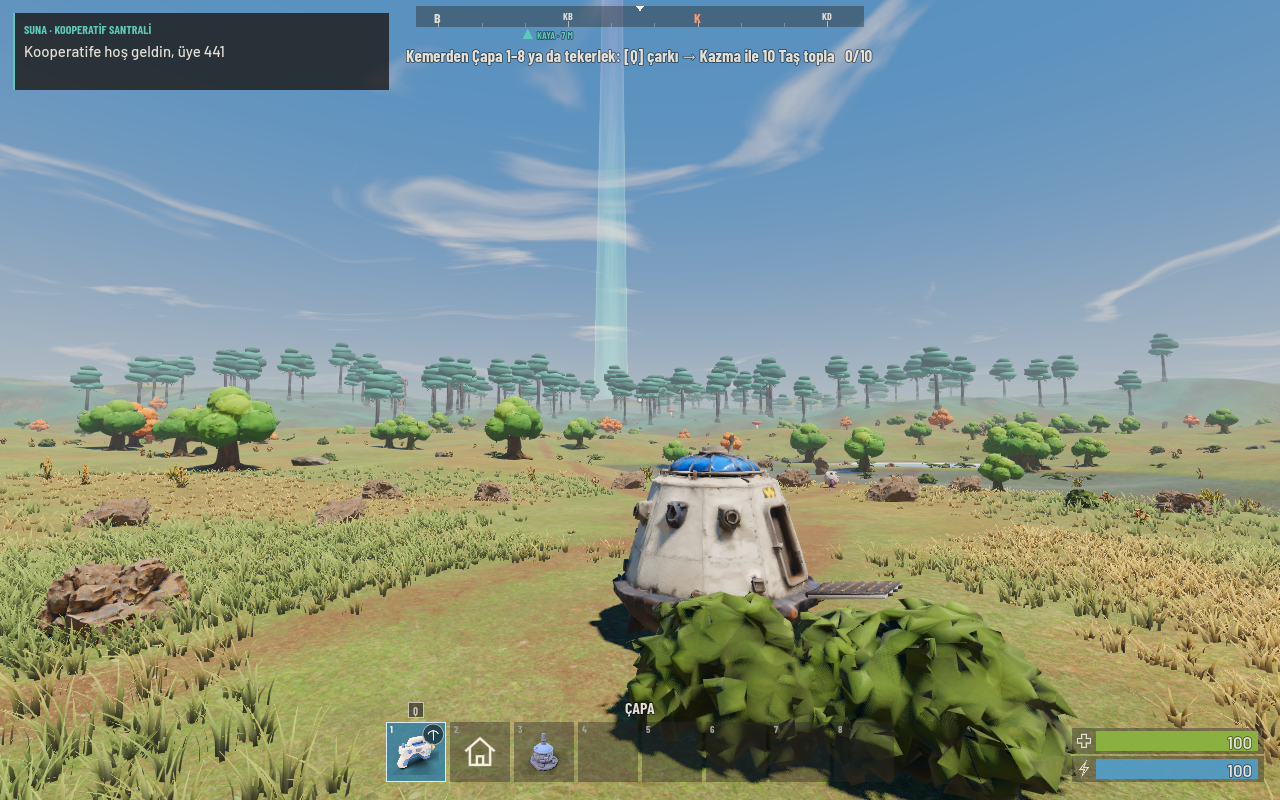 SUNA · KOOPERATİF SANTRALİ
Kooperatife hoş geldin, üye 441
B KB K KD
KAYA · 7 M
Kemerden Çapa 1-8 ya da tekerlek: [Q] çarkı → Kazma ile 10 Taş topla 0/10
ÇAPA
Q
1 2 3 4 5 6 7 8
100
100